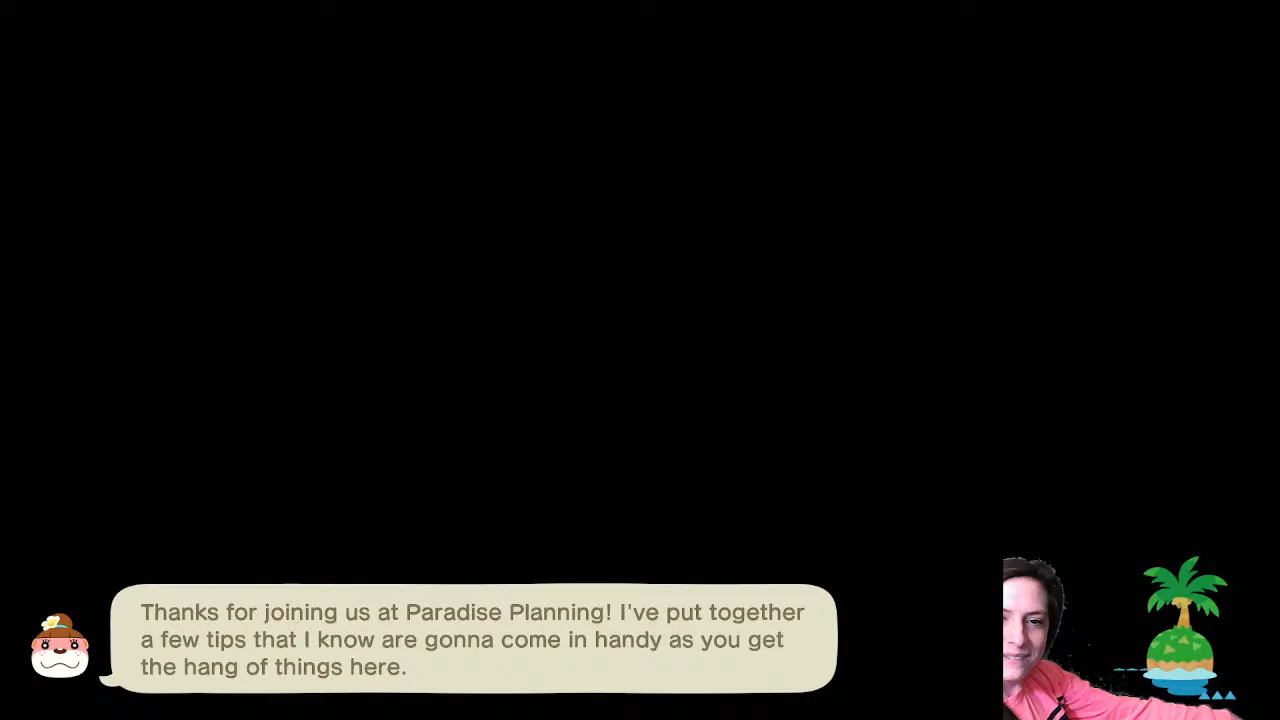 Thanks for joining us at Paradise Planning! I've put together
a few tips that I know are gonna come in handy as you get
the hang of things here.